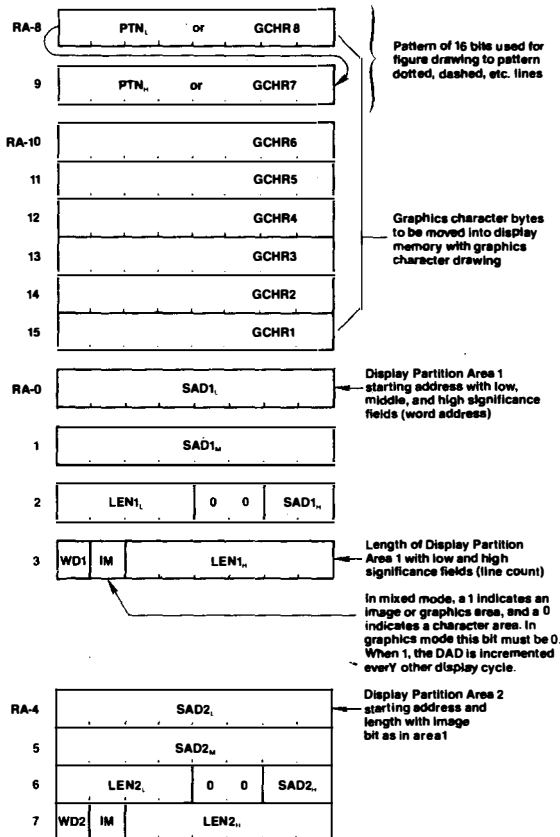 RA-8 PTNL or GCHR8
9 PTNH or GCHR7
Pattern of 16 bits used for
figure drawing to pattern
dotted, dashed, etc. lines
RA-10 GCHR6
11 GCHR5
12 GCHR4
13 GCHR3
14 GCHR2
15 GCHR1
Graphics character bytes
to be moved into display
memory with graphics
character drawing
RA-0 SAD1L
Display Partition Area 1
starting address with low,
middle, and high significance
fields (word address)
1 SAD1M
2 LEN1L 0 0 SAD1H
3 WD1 IM LEN1H
Length of Display Partition
Area 1 with low and high
significance fields (line count)
In mixed mode, a 1 indicates an
image or graphics area, and a 0
indicates a character area. In
graphics mode this bit must be 0.
When 1, the DAD is incremented
everY other display cycle.
RA-4 SAD2L
Display Partition Area 2
starting address and
length with image
bit as in area1
5 SAD2M
6 LEN2L 0 0 SAD2H
7 WD2 IM LEN2H